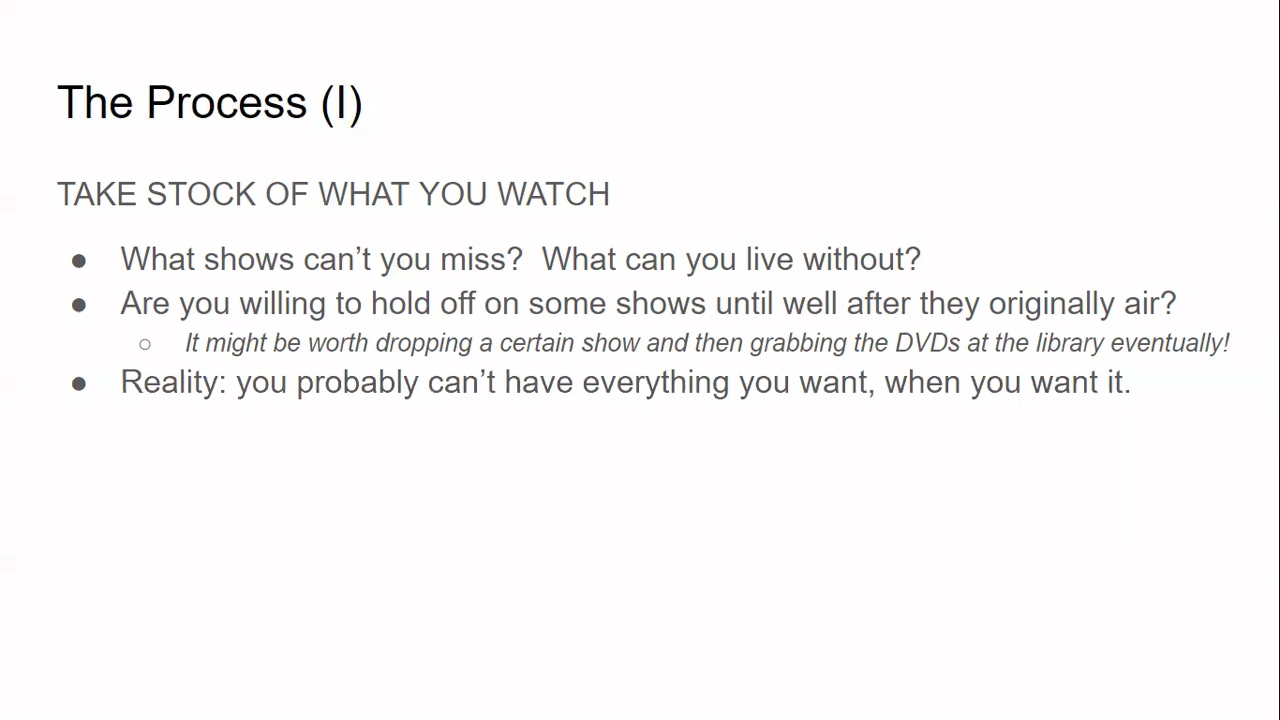 The Process (I)
TAKE STOCK OF WHAT YOU WATCH
● What shows can’t you miss?  What can you live without?
● Are you willing to hold off on some shows until well after they originally air?
○ It might be worth dropping a certain show and then grabbing the DVDs at the library eventually!
● Reality: you probably can’t have everything you want, when you want it.